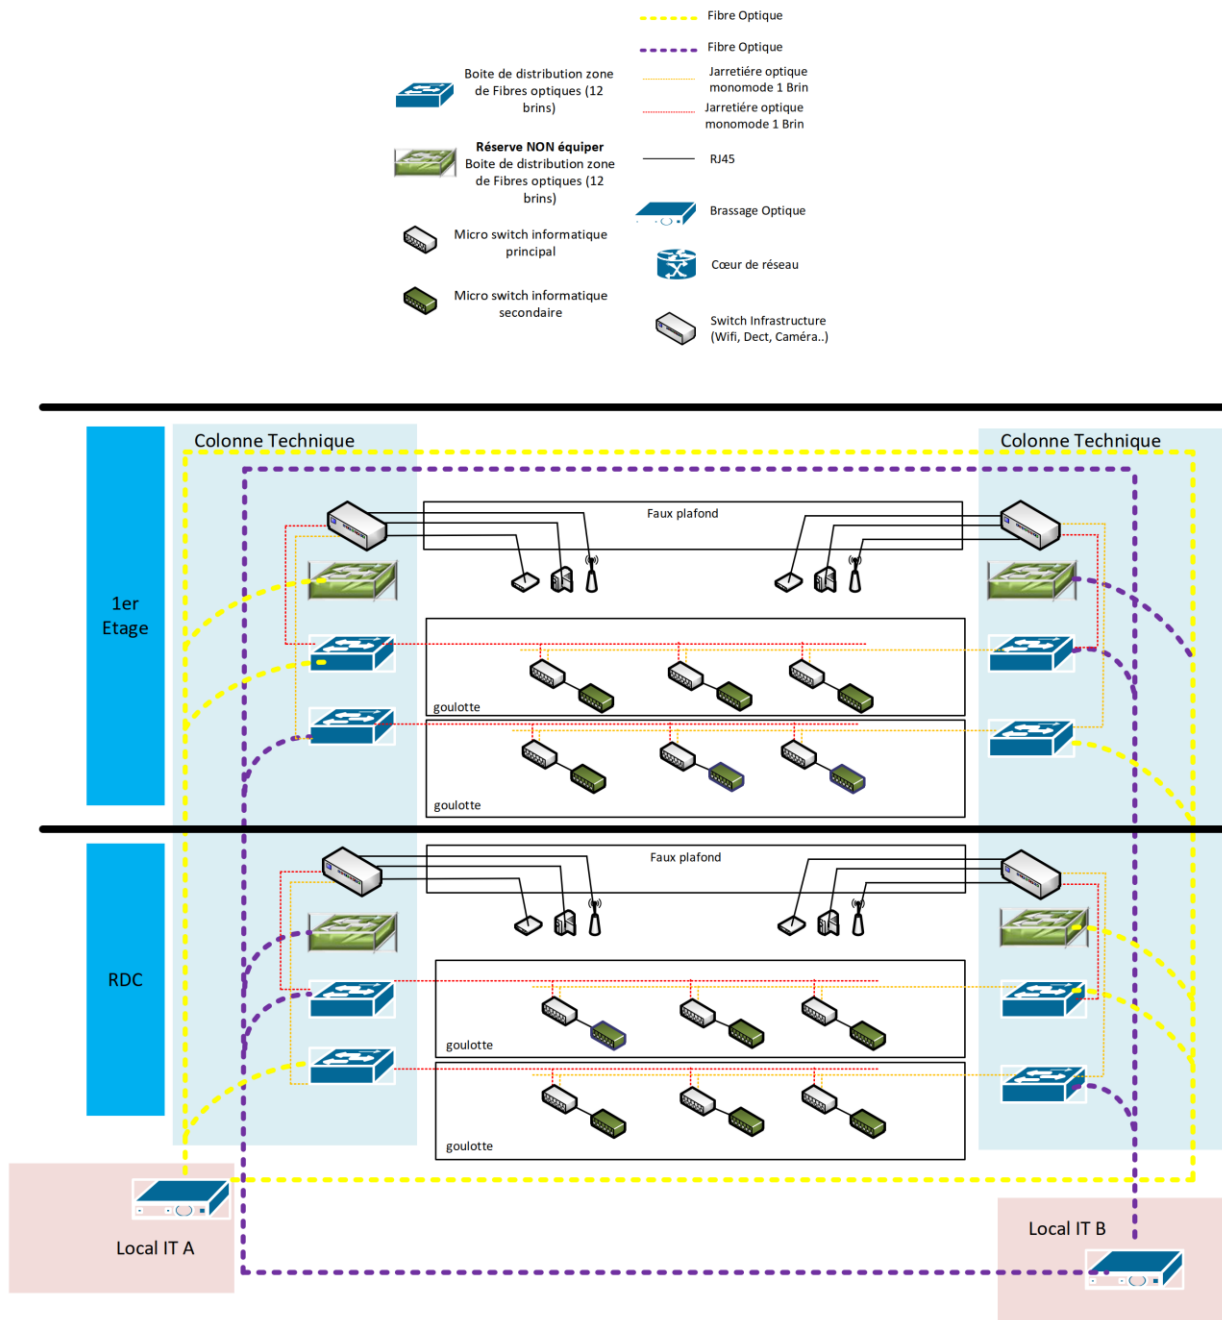 Fibre Optique
Fibre Optique
Boite de distribution zone
de Fibres optiques (12
brins)
Jarretiére optique
monomode 1 Brin
Jarretiére optique
monomode 1 Brin
Réserve NON équiper
Boite de distribution zone
de Fibres optiques (12
brins)
RJ45
Brassage Optique
Micro switch informatique
principal
Cœur de réseau
Micro switch informatique
secondaire
Switch Infrastructure
(Wifi, Dect, Caméra..)
Colonne Technique
Colonne Technique
Faux plafond
1er
Etage
goulotte
goulotte
Faux plafond
RDC
goulotte
goulotte
Local IT A
Local IT B